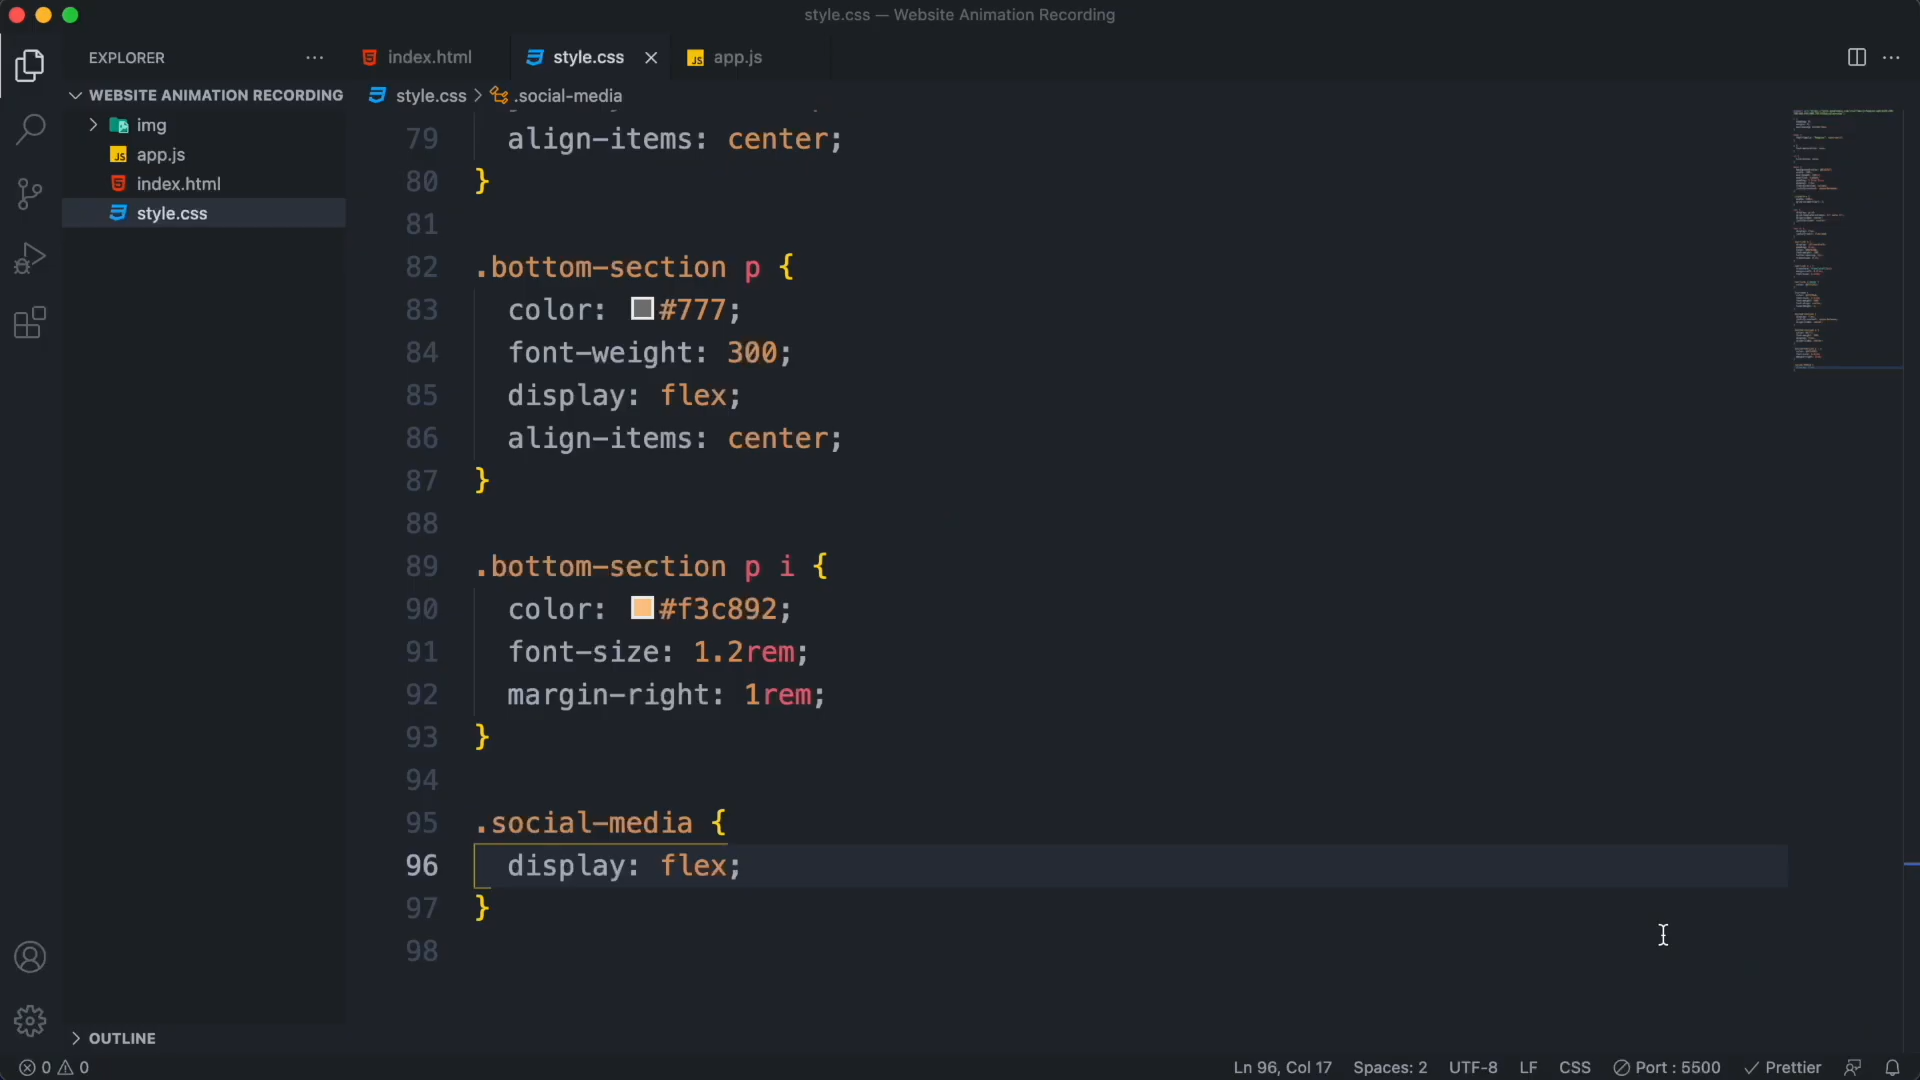 style.css — Website Animation Recording
EXPLORER
index.html
style.css
app.js
WEBSITE ANIMATION RECORDING
style.css > .social-media
img
app.js
index.html
style.css
79 align-items: center;
80 }
81
82 .bottom-section p {
83 color: #777;
84 font-weight: 300;
85 display: flex;
86 align-items: center;
87 }
88
89 .bottom-section p i {
90 color: #f3c892;
91 font-size: 1.2rem;
92 margin-right: 1rem;
93 }
94
95 .social-media {
96 display: flex;
97 }
98
OUTLINE
0 0
Ln 96, Col 17 Spaces: 2 UTF-8 LF CSS Port : 5500 Prettier